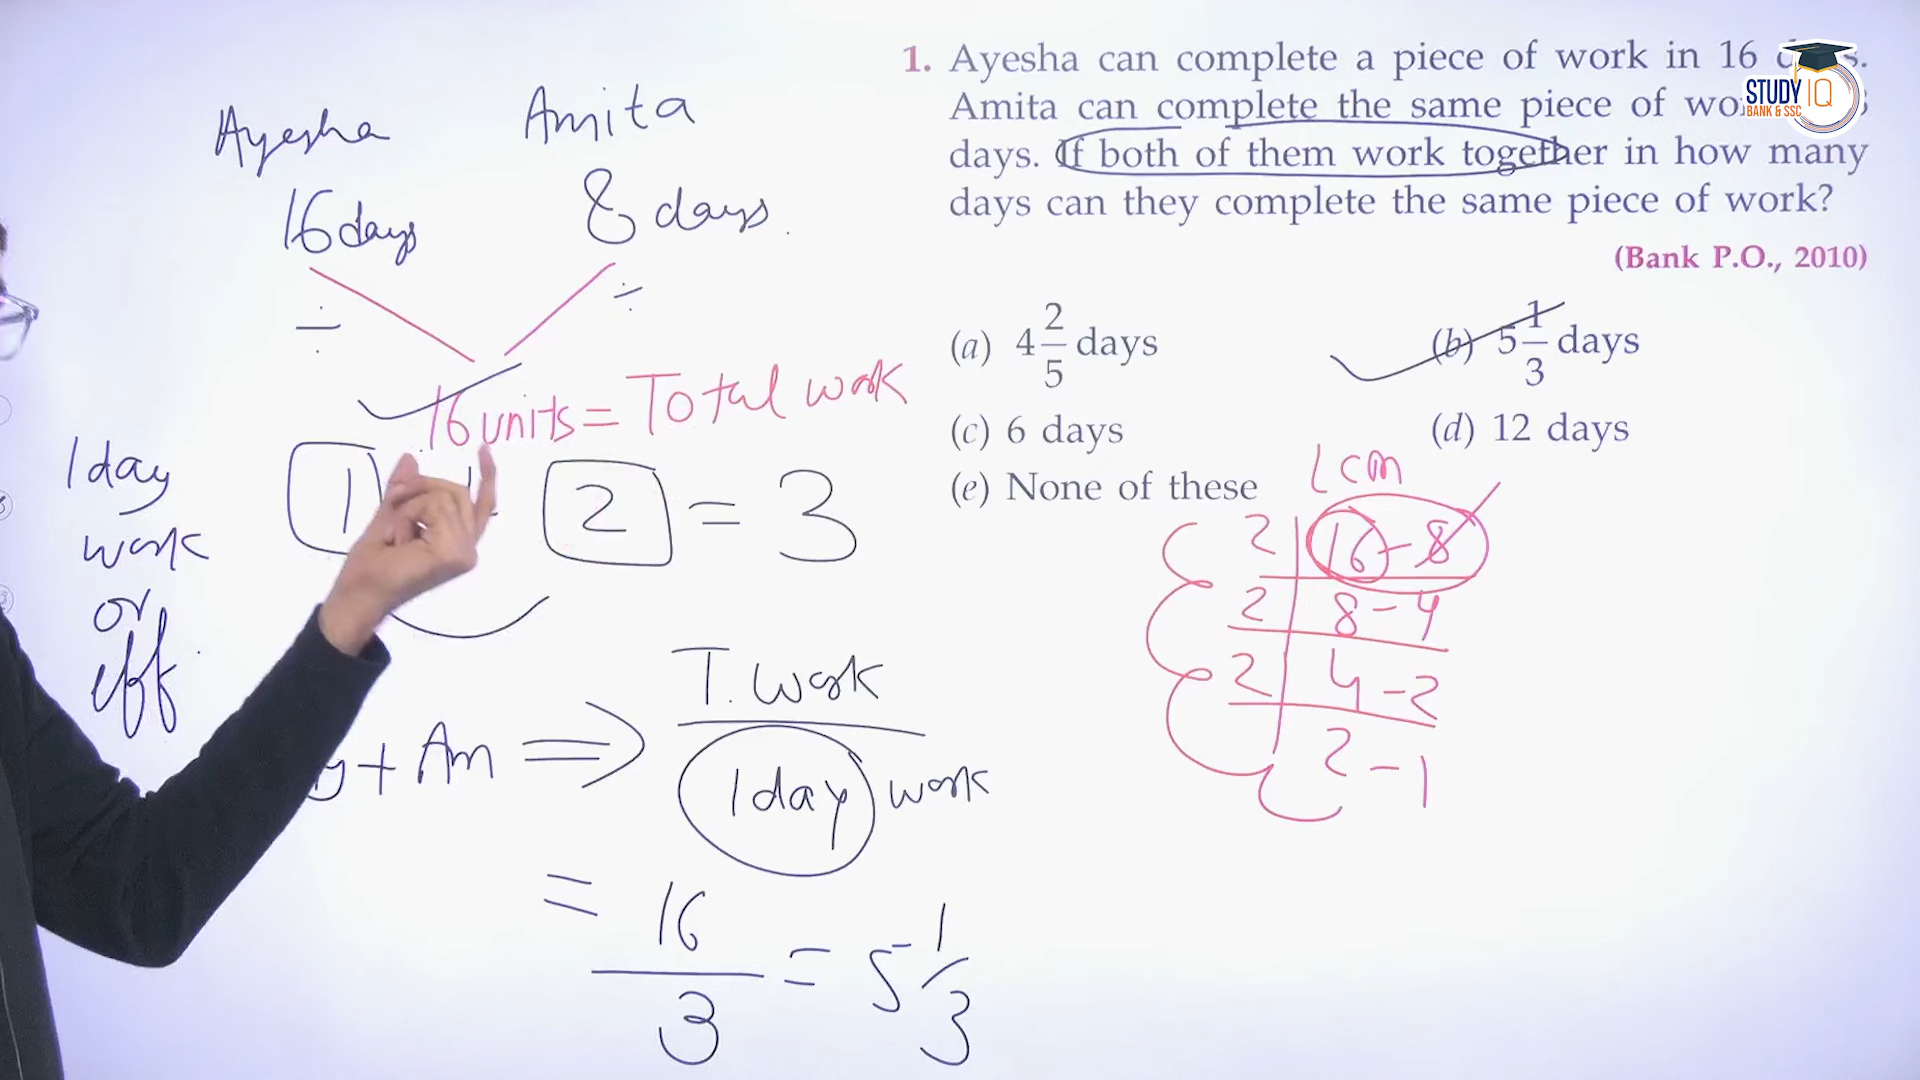 1. Ayesha can complete a piece of work in 16
Amita can complete the same piece of
days. If both of them work together in how many
days can they complete the same piece of work?
(Bank P.O., 2010)
(a) 4 2/5 days
(b) 5 1/3 days
(c) 6 days
(d) 12 days
(e) None of these
STUDY IQ
BANK & SSC
Ayesha
Amita
16 days
8 days
÷
÷
16 units = Total work
1 day
work
or
eff
1
2 = 3
+ Am ⇒ T. work
1 day work
= 16/3 = 5 1/3
LCM
2 | 16 - 8
2 | 8 - 4
2 | 4 - 2
2 - 1